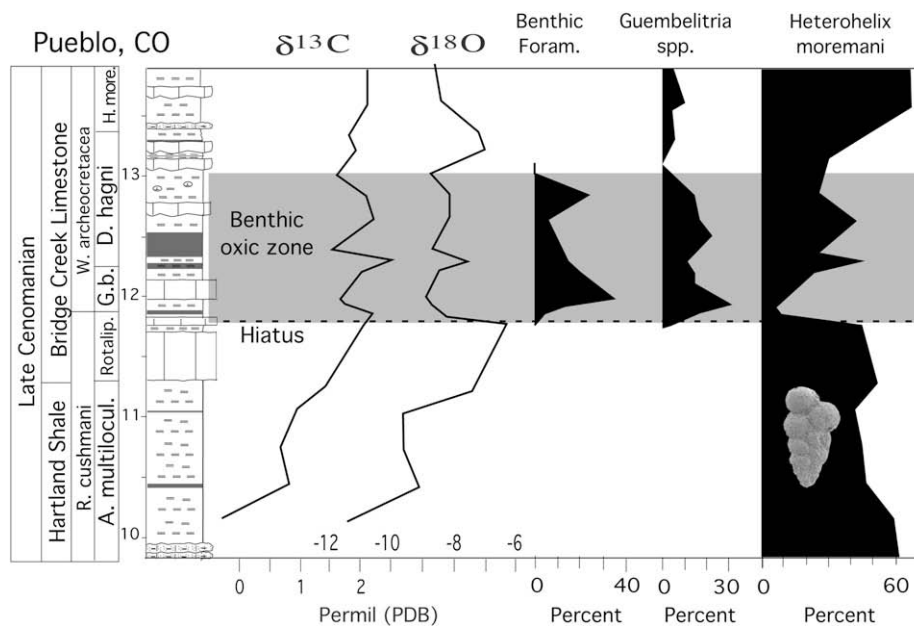 Pueblo, CO
δ13C
δ18O
Benthic
Foram.
Guembelitria
spp.
Heterohelix
moremani
Late Cenomanian
Hartland Shale
Bridge Creek Limestone
R. cushmani
W. archeocretacea
A. multilocul.
Rotalip.
G.b.
D. hagni
H. more.
13
12
11
10
Benthic
oxic zone
Hiatus
-12
-10
-8
-6
0
1
2
0
40
0
30
0
60
Permil (PDB)
Percent
Percent
Percent